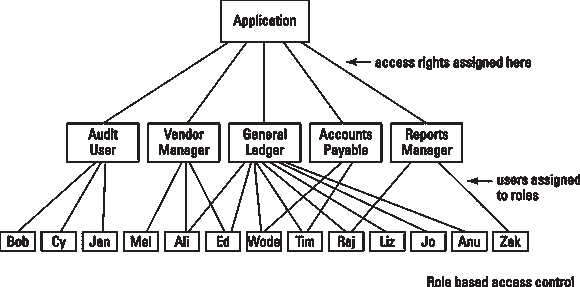 Application
access rights assigned here
Audit
User
Vendor
Manager
General
Ledger
Accounts
Payable
Reports
Manager
users assigned
to roles
Bob
Cy
Jan
Mel
Ali
Ed
Wode
Tim
Raj
Liz
Jo
Anu
Zak
Role based access control